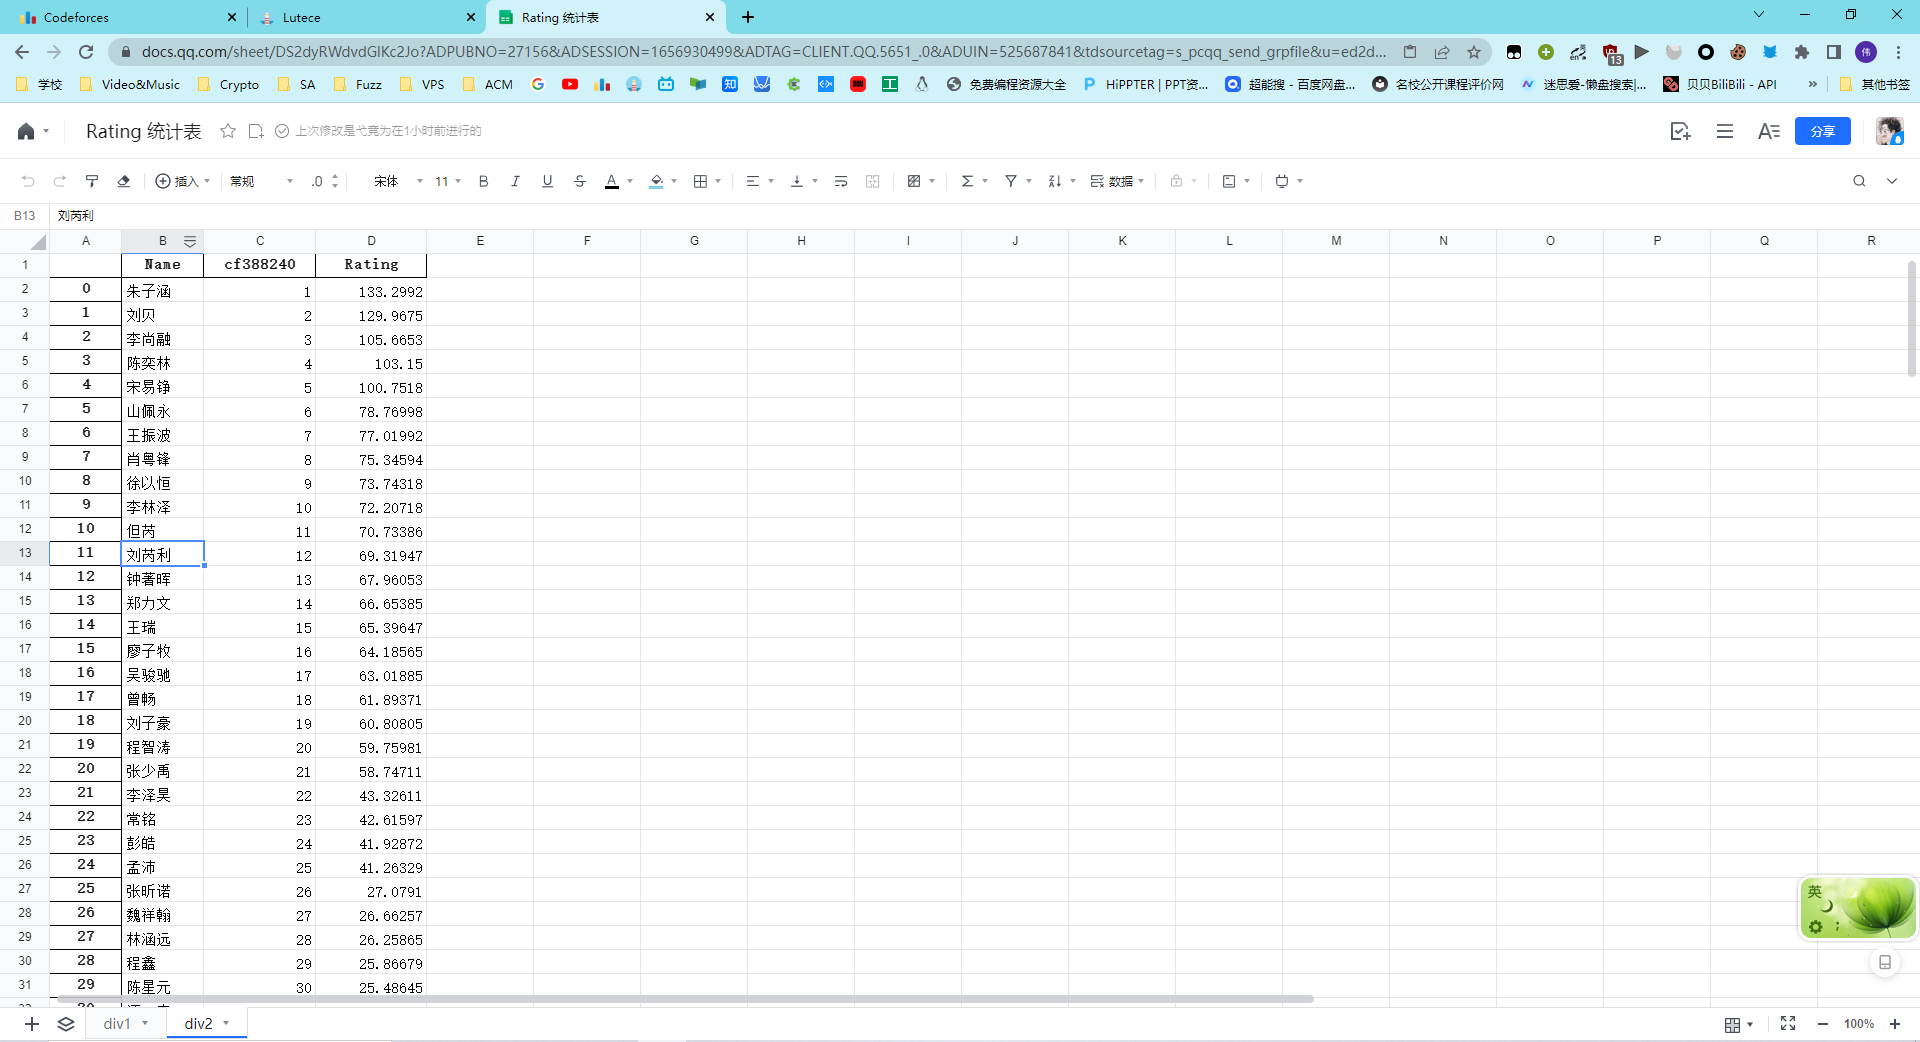 Codeforces
Lutece
Rating 统计表
docs.qq.com/sheet/DS2dyRWdvdGlKc2Jo?ADPUBNO=27156&ADSESSION=1656930499&ADTAG=CLIENT.QQ.5651_.0&ADUIN=525687841&tdsourcetag=s_pcqq_send_grpfile&u=ed2d...
13
伟
学校
Video&Music
Crypto
SA
Fuzz
VPS
ACM
免费编程资源大全
HiPPTER | PPT资...
超能搜 - 百度网盘...
名校公开课程评价网
迷思爱-懒盘搜索|...
贝贝BiliBili - API
»
其他书签
Rating 统计表
上次修改是弋尧为在1小时前进行的
分享
插入
常规
.0
宋体
11
B
I
U
S
A
数据
B13
刘芮利
A B C D E F G H I J K L M N O P Q R
1 Name cf388240 Rating
2 0 朱子涵 1 133.2992
3 1 刘贝 2 129.9675
4 2 李尚融 3 105.6653
5 3 陈奕林 4 103.15
6 4 宋易铮 5 100.7518
7 5 山佩永 6 78.76998
8 6 王振波 7 77.01992
9 7 肖粤锋 8 75.34594
10 8 徐以恒 9 73.74318
11 9 李林泽 10 72.20718
12 10 但芮 11 70.73386
13 11 刘芮利 12 69.31947
14 12 钟著晖 13 67.96053
15 13 郑力文 14 66.65385
16 14 王瑞 15 65.39647
17 15 廖子牧 16 64.18565
18 16 吴骏驰 17 63.01885
19 17 曾畅 18 61.89371
20 18 刘子豪 19 60.80805
21 19 程智涛 20 59.75981
22 20 张少禹 21 58.74711
23 21 李泽昊 22 43.32611
24 22 常铭 23 42.61597
25 23 彭皓 24 41.92872
26 24 孟沛 25 41.26329
27 25 张昕诺 26 27.0791
28 26 魏祥翰 27 26.66257
29 27 林涵远 28 26.25865
30 28 程鑫 29 25.86679
31 29 陈星元 30 25.48645
英
div1
div2
100%